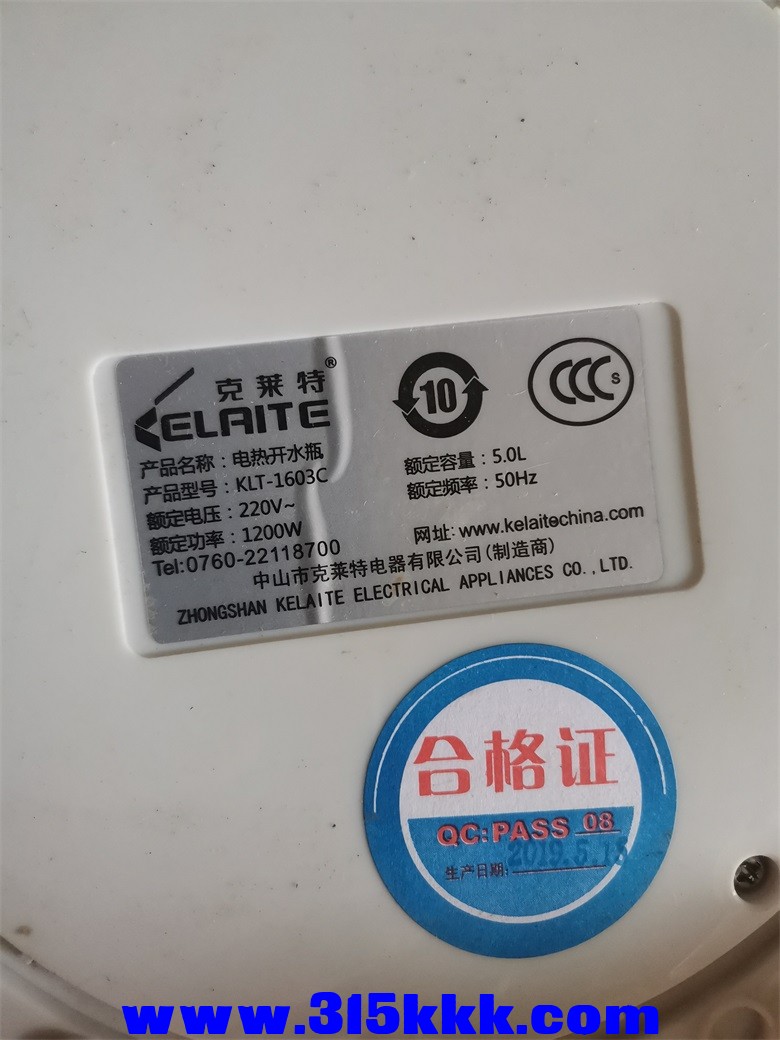 克莱特®
KELAITE
10
CCC S
产品名称：电热开水瓶
额定容量：5.0L
产品型号：KLT-1603C
额定频率：50Hz
额定电压：220V~
额定功率：1200W
网址: www.kelaitechina.com
Tel:0760-22118700
中山市克莱特电器有限公司(制造商)
ZHONGSHAN KELAITE ELECTRICAL APPLIANCES CO.,LTD.
合格证
QC:PASS 08
生产日期: 2019.5.15
www.315kkk.com